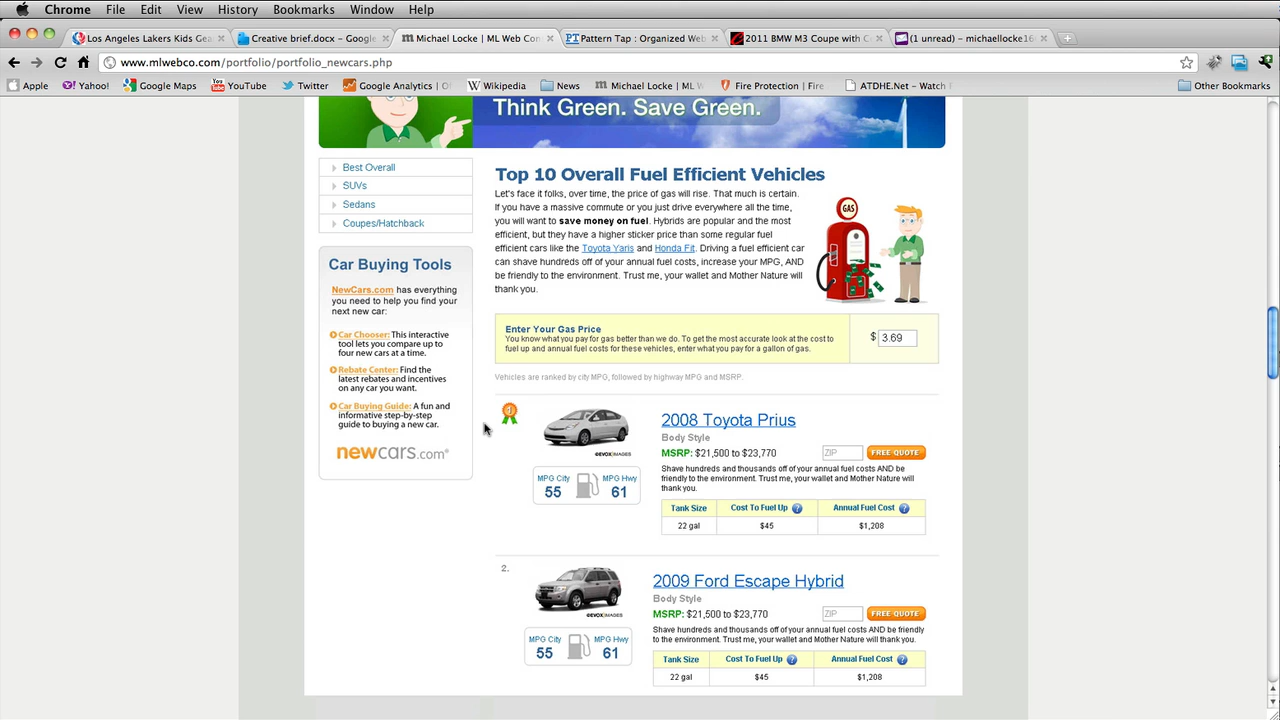 Chrome File Edit View History Bookmarks Window Help
Los Angeles Lakers Kids Gea
Creative brief.docx - Google
Michael Locke | ML Web Con
Pattern Tap : Organized Web
2011 BMW M3 Coupe with C
(1 unread) - michaellocke16
www.mlwebco.com/portfolio/portfolio_newcars.php
Apple Yahoo! Google Maps YouTube Twitter Google Analytics | Of Wikipedia News Michael Locke | ML W Fire Protection | Fire ATDHE.Net - Watch F Other Bookmarks
Think Green. Save Green.
Best Overall
SUVs
Sedans
Coupes/Hatchback
Car Buying Tools
NewCars.com has everything
you need to help you find your
next new car:
Car Chooser: This interactive
tool lets you compare up to
four new cars at a time.
Rebate Center: Find the
latest rebates and incentives
on any car you want.
Car Buying Guide: A fun and
informative step-by-step
guide to buying a new car.
newcars.com®
Top 10 Overall Fuel Efficient Vehicles
Let's face it folks, over time, the price of gas will rise. That much is certain.
If you have a massive commute or you just drive everywhere all the time,
you will want to save money on fuel. Hybrids are popular and the most
efficient, but they have a higher sticker price than some regular fuel
efficient cars like the Toyota Yaris and Honda Fit. Driving a fuel efficient car
can shave hundreds off of your annual fuel costs, increase your MPG, AND
be friendly to the environment. Trust me, your wallet and Mother Nature will
thank you.
GAS
Enter Your Gas Price
You know what you pay for gas better than we do. To get the most accurate look at the cost to
fuel up and annual fuel costs for these vehicles, enter what you pay for a gallon of gas.
$ 3.69
Vehicles are ranked by city MPG, followed by highway MPG and MSRP.
1
©EVOXIMAGES
MPG City 55
MPG Hwy 61
2008 Toyota Prius
Body Style
MSRP: $21,500 to $23,770
ZIP FREE QUOTE
Shave hundreds and thousands off of your annual fuel costs AND be
friendly to the environment. Trust me, your wallet and Mother Nature will
thank you.
Tank Size Cost To Fuel Up ? Annual Fuel Cost ?
22 gal $45 $1,208
2.
©EVOXIMAGES
MPG City 55
MPG Hwy 61
2009 Ford Escape Hybrid
Body Style
MSRP: $21,500 to $23,770
ZIP FREE QUOTE
Shave hundreds and thousands off of your annual fuel costs AND be friendly
to the environment. Trust me, your wallet and Mother Nature will thank you.
Tank Size Cost To Fuel Up ? Annual Fuel Cost ?
22 gal $45 $1,208